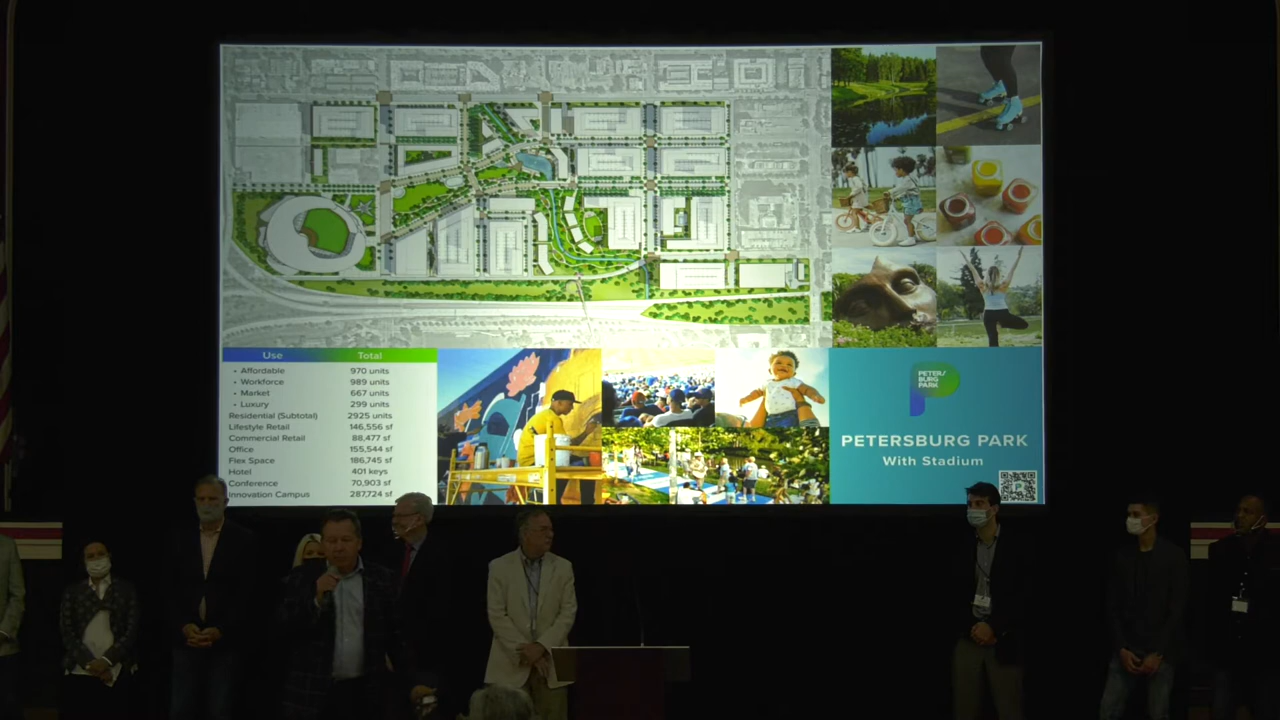 Use Total
• Affordable 970 units
• Workforce 989 units
• Market 667 units
• Luxury 299 units
Residential (Subtotal) 2925 units
Lifestyle Retail 146,556 sf
Commercial Retail 88,477 sf
Office 155,544 sf
Flex Space 186,745 sf
Hotel 401 keys
Conference 70,903 sf
Innovation Campus 287,724 sf
PETERS/
BURG
PARK
PETERSBURG PARK
With Stadium